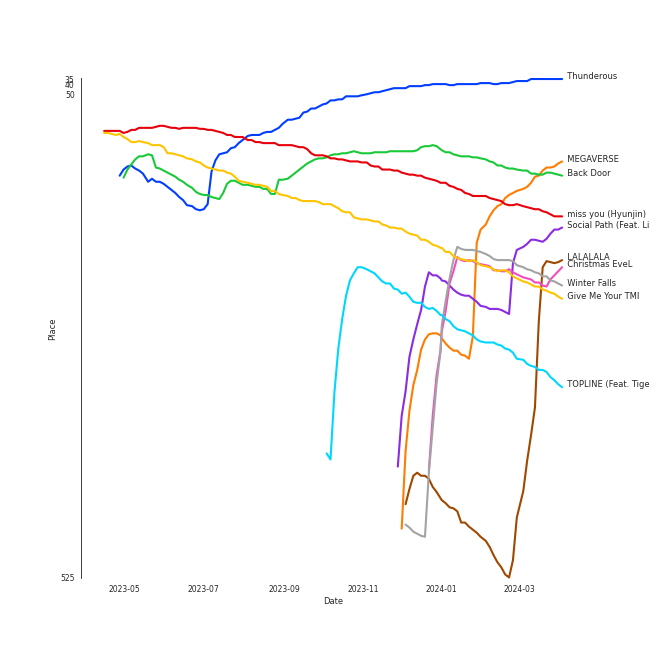 35
40
50
Thunderous
MEGAVERSE
Back Door
miss you (Hyunjin)
Social Path (Feat. Li
LALALALA
Christmas EveL
Winter Falls
Give Me Your TMI
TOPLINE (Feat. Tige
Place
525
2023-05 2023-07 2023-09 2023-11 2024-01 2024-03
Date